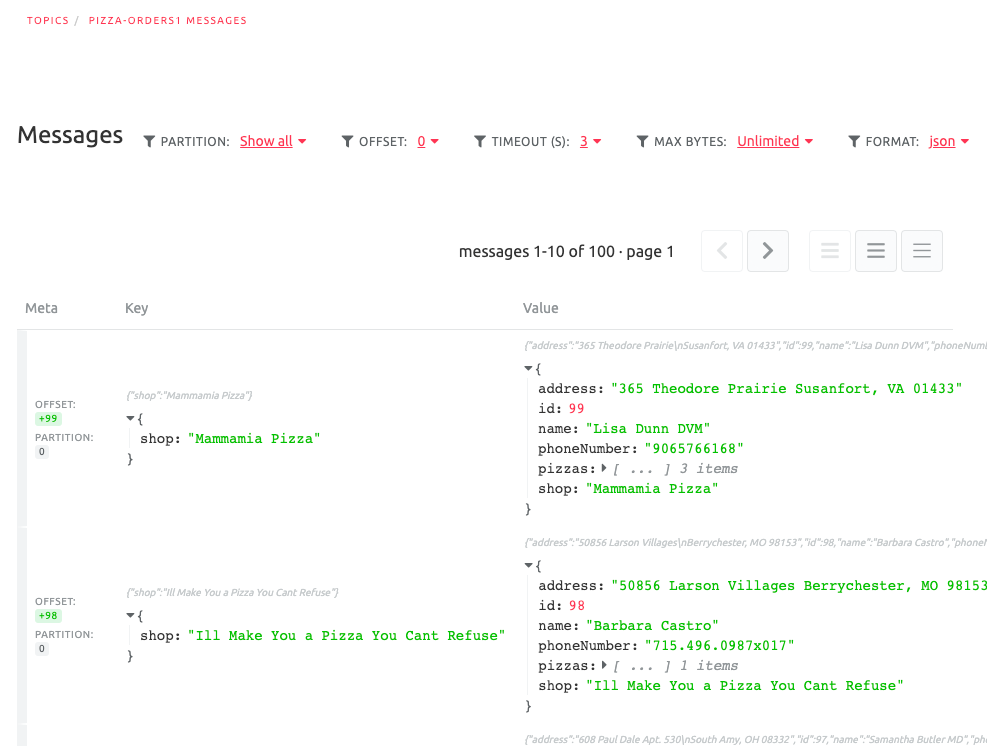 TOPICS / PIZZA-ORDERS1 MESSAGES
Messages PARTITION: Show all OFFSET: 0 TIMEOUT (S): 3 MAX BYTES: Unlimited FORMAT: json
messages 1-10 of 100 · page 1
Meta Key Value
OFFSET:
+99
PARTITION:
0
{"shop":"Mammamia Pizza"}
{
shop: "Mammamia Pizza"
}
{"address":"365 Theodore Prairie\nSusanfort, VA 01433","id":99,"name":"Lisa Dunn DVM","phoneNum
{
address: "365 Theodore Prairie Susanfort, VA 01433"
id: 99
name: "Lisa Dunn DVM"
phoneNumber: "9065766168"
pizzas: [ ... ] 3 items
shop: "Mammamia Pizza"
}
OFFSET:
+98
PARTITION:
0
{"shop":"Ill Make You a Pizza You Cant Refuse"}
{
shop: "Ill Make You a Pizza You Cant Refuse"
}
{"address":"50856 Larson Villages\nBerrychester, MO 98153","id":98,"name":"Barbara Castro","phoneN
{
address: "50856 Larson Villages Berrychester, MO 98153
id: 98
name: "Barbara Castro"
phoneNumber: "715.496.0987x017"
pizzas: [ ... ] 1 items
shop: "Ill Make You a Pizza You Cant Refuse"
}
{"address":"608 Paul Dale Apt. 530\nSouth Amy, OH 08332","id":97,"name":"Samantha Butler MD","pho